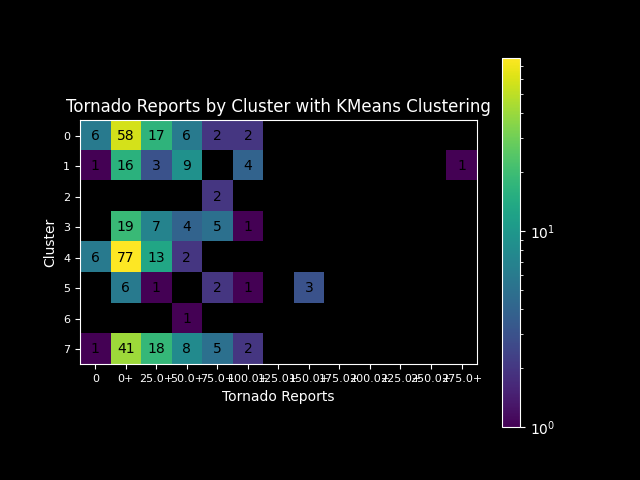 Tornado Reports by Cluster with KMeans Clustering
0 6 58 17 6 2 2
1 1 16 3 9 4 1
2 2
3 19 7 4 5 1
4 6 77 13 2
5 6 1 2 1 3
6 1
7 1 41 18 8 5 2
Cluster
0 0+ 25.0+ 50.0+ 75.0+ 100.0+ 125.0+ 150.0+ 175.0+ 200.0+ 225.0+ 250.0+ 275.0+
Tornado Reports
10¹
10⁰